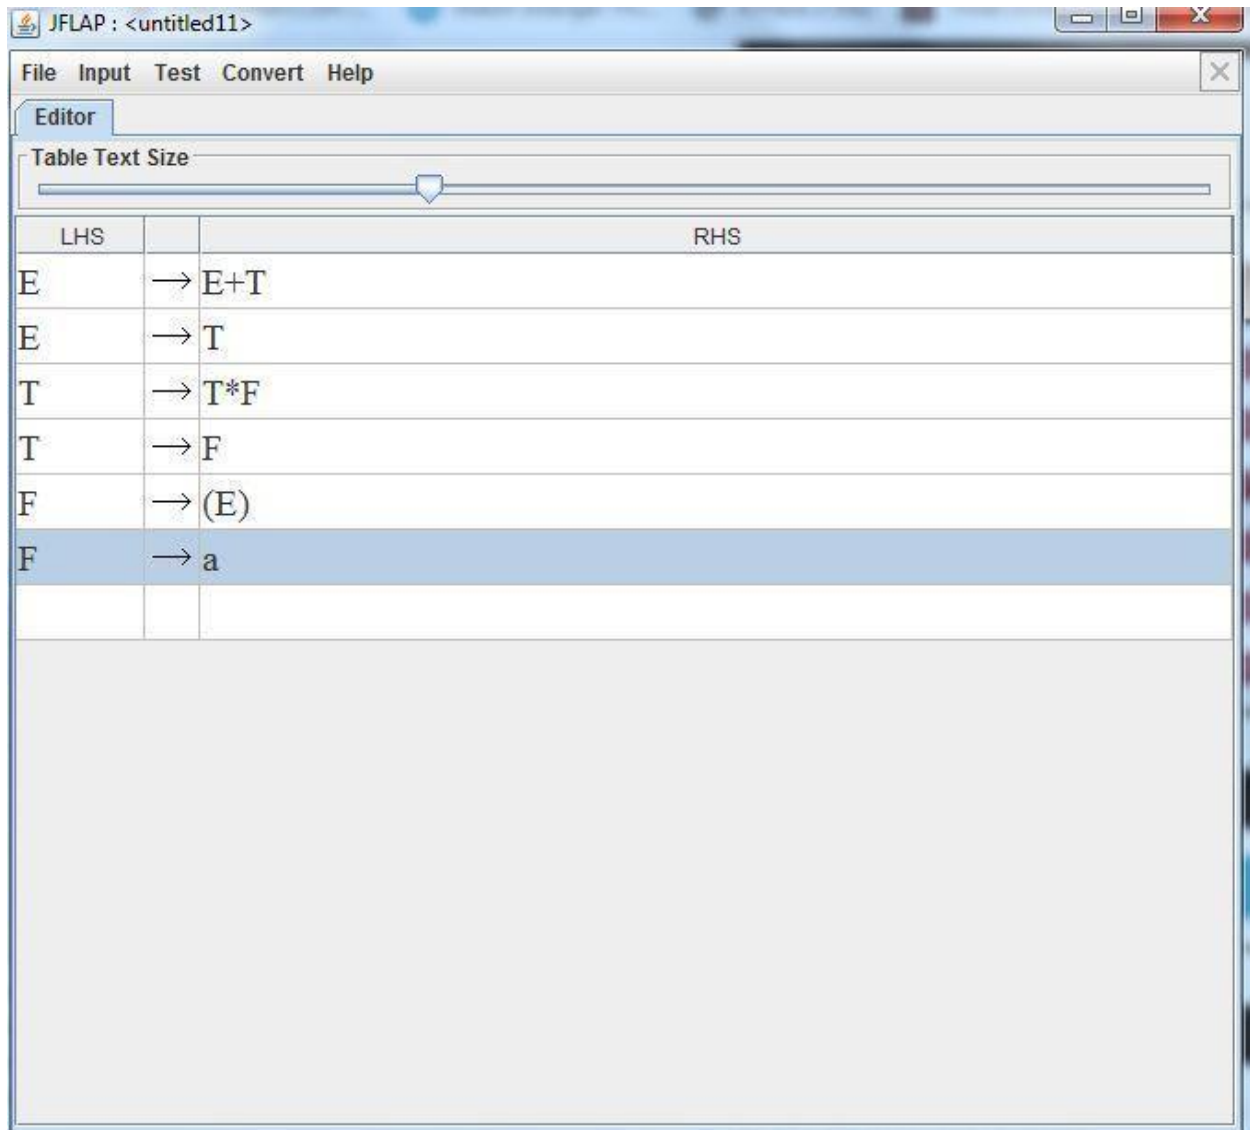 JFLAP : <untitled11>
File Input Test Convert Help
Editor
Table Text Size
LHS RHS
E → E+T
E → T
T → T*F
T → F
F → (E)
F → a